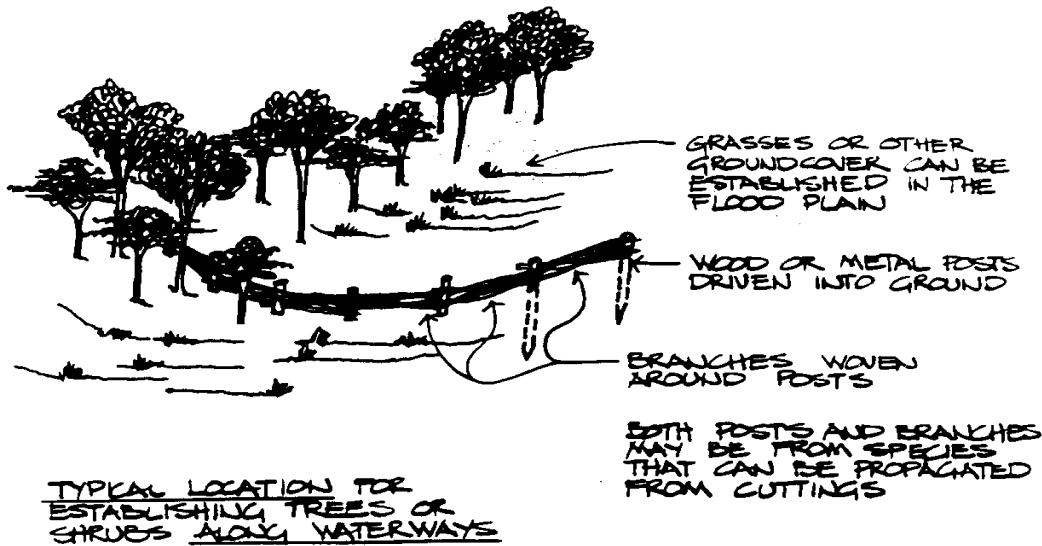 GRASSES OR OTHER
GROUNDCOVER CAN BE
ESTABLISHED IN THE
FLOOD PLAIN
WOOD OR METAL POSTS
DRIVEN INTO GROUND
BRANCHES WOVEN
AROUND POSTS
BOTH POSTS AND BRANCHES
MAY BE FROM SPECIES
THAT CAN BE PROPAGATED
FROM CUTTINGS
TYPICAL LOCATION FOR
ESTABLISHING TREES OR
SHRUBS ALONG WATERWAYS